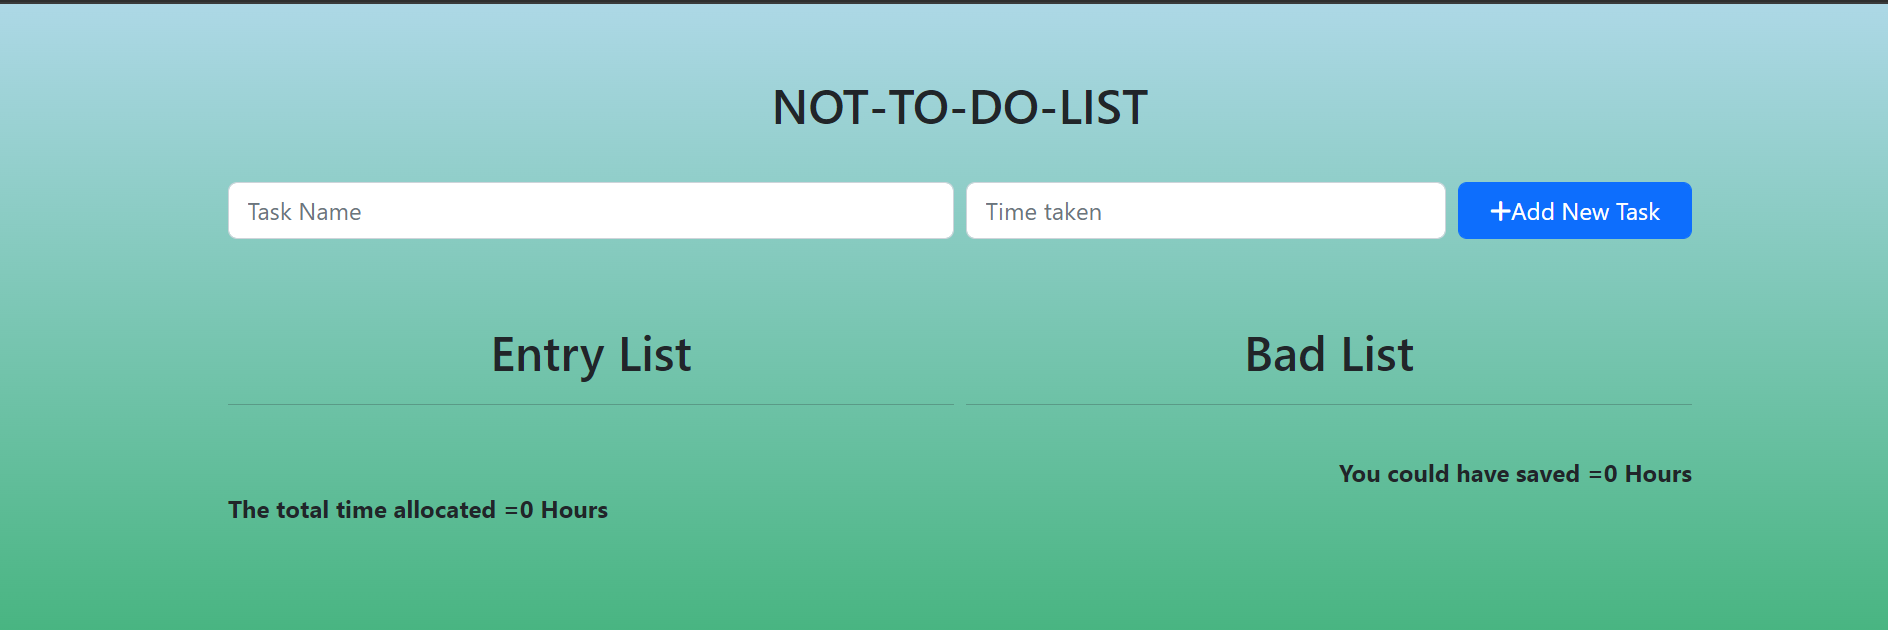 NOT-TO-DO-LIST
Task Name
Time taken
+Add New Task
Entry List
Bad List
You could have saved =0 Hours
The total time allocated =0 Hours